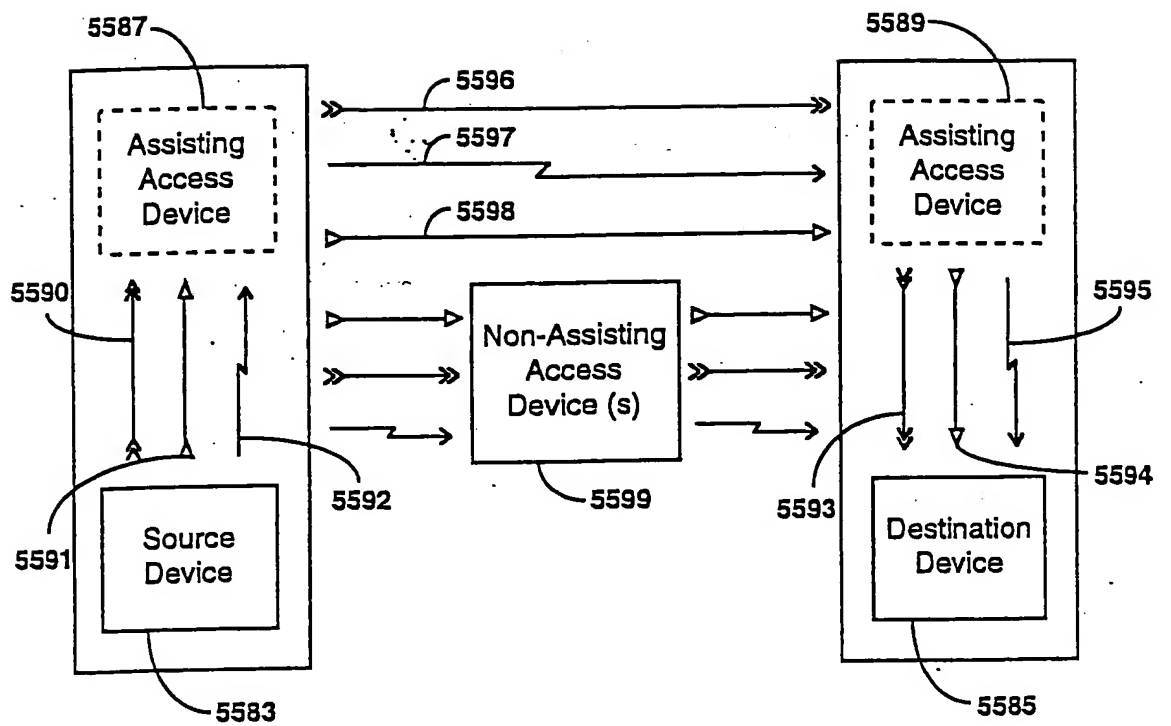 5587
5589
5596
Assisting
Access
Device
5597
Assisting
Access
Device
5598
5590
5595
Non-Assisting
Access
Device (s)
5594
5592
5599
5593
5591
Source
Device
Destination
Device
5583
5585